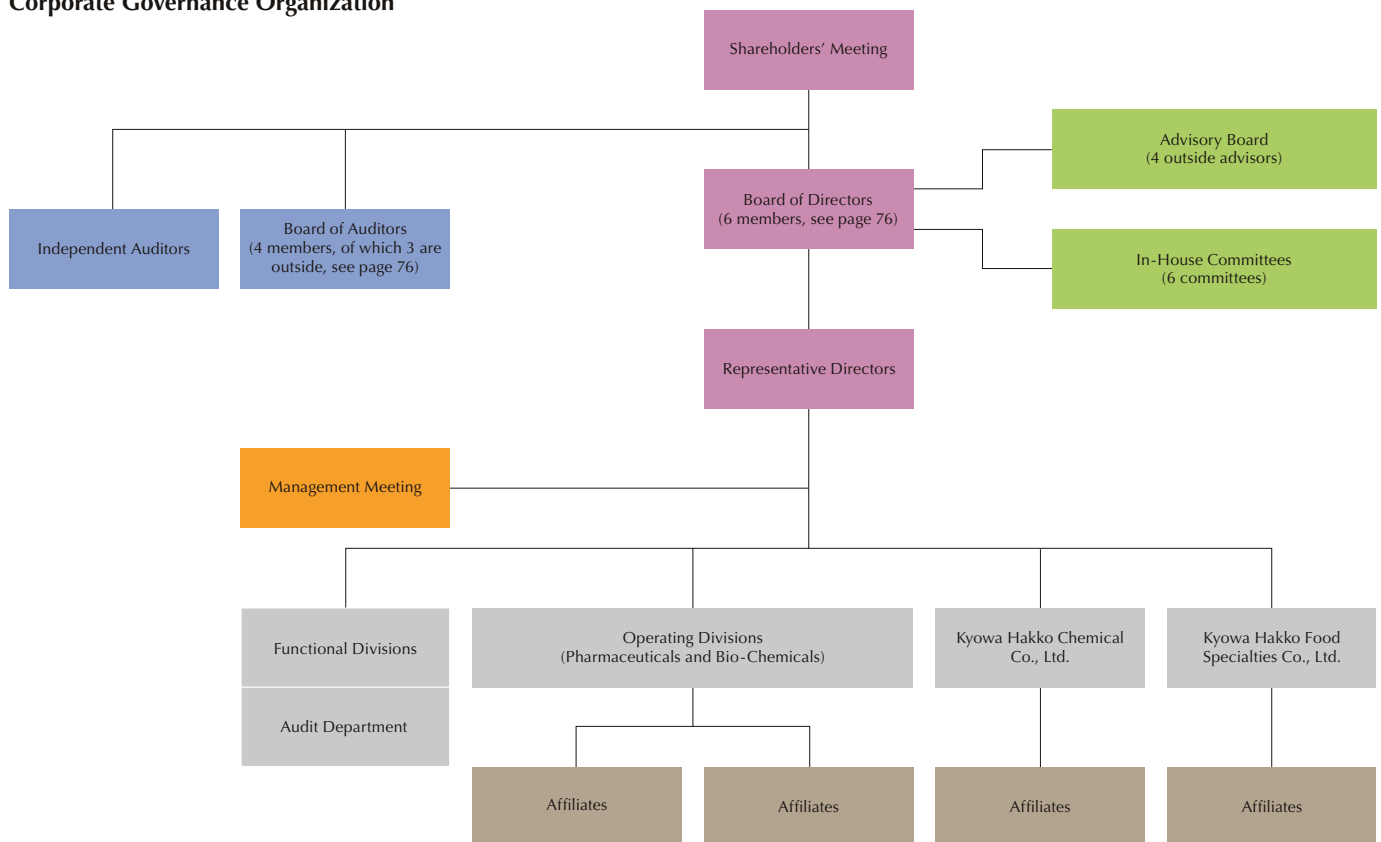 Corporate Governance Organization
Shareholders’ Meeting
Advisory Board
(4 outside advisors)
Board of Directors
(6 members, see page 76)
Independent Auditors
Board of Auditors
(4 members, of which 3 are
outside, see page 76)
In-House Committees
(6 committees)
Representative Directors
Management Meeting
Functional Divisions
Operating Divisions
(Pharmaceuticals and Bio-Chemicals)
Kyowa Hakko Chemical
Co., Ltd.
Kyowa Hakko Food
Specialties Co., Ltd.
Audit Department
Affiliates
Affiliates
Affiliates
Affiliates